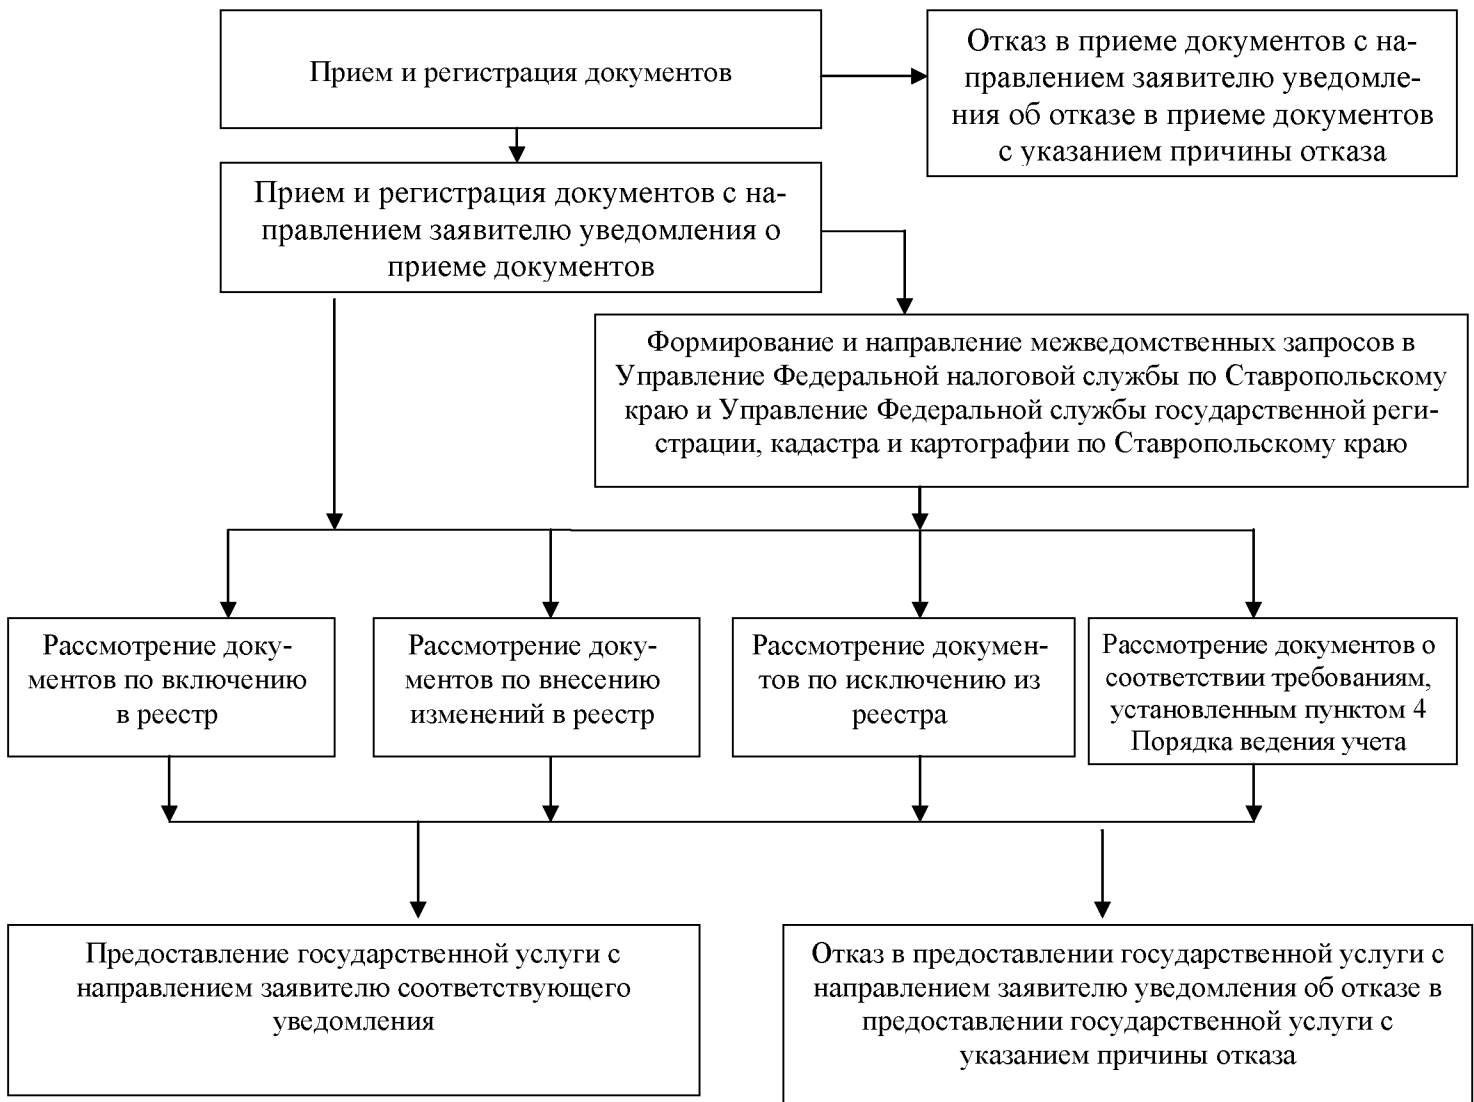 Прием и регистрация документов
Отказ в приеме документов с на-
правлением заявителю уведомле-
ния об отказе в приеме документов
с указанием причины отказа
Прием и регистрация документов с на-
правлением заявителю уведомления о
приеме документов
Формирование и направление межведомственных запросов в
Управление Федеральной налоговой службы по Ставропольскому
краю и Управление Федеральной службы государственной реги-
страции, кадастра и картографии по Ставропольскому краю
Рассмотрение доку-
ментов по включению
в реестр
Рассмотрение доку-
ментов по внесению
изменений в реестр
Рассмотрение докумен-
тов по исключению из
реестра
Рассмотрение документов о
соответствии требованиям,
установленным пунктом 4
Порядка ведения учета
Предоставление государственной услуги с
направлением заявителю соответствующего
уведомления
Отказ в предоставлении государственной услуги с
направлением заявителю уведомления об отказе в
предоставлении государственной услуги с
указанием причины отказа